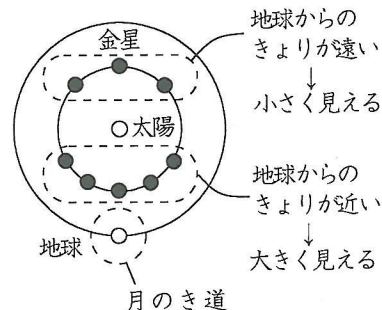 地球からの
きょりが遠い
↓
小さく見える
金星
太陽
地球からの
きょりが近い
↓
大きく見える
地球
月のき道